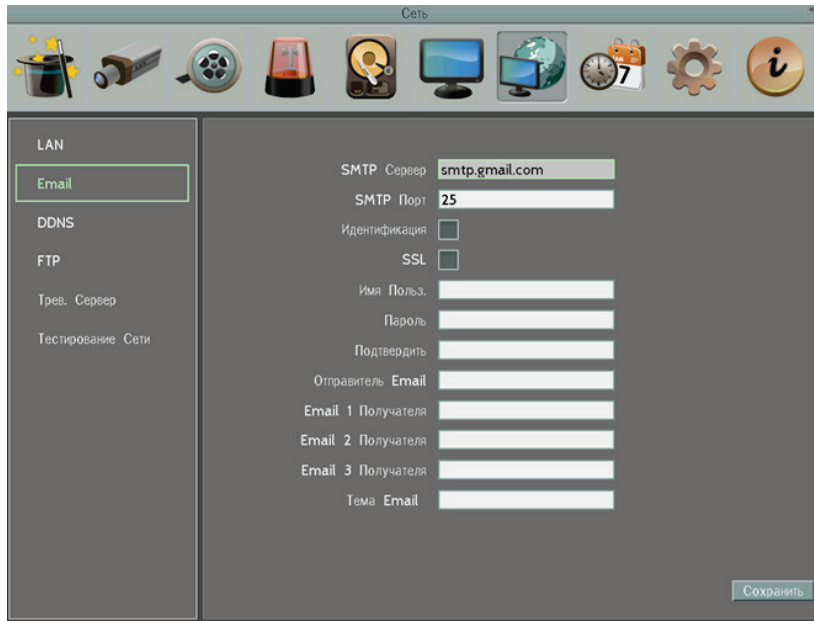 Сеть
7
LAN
Email
DDNS
FTP
Трев. Сервер
Тестирование Сети
SMTP Сервер smtp.gmail.com
SMTP Порт 25
Идентификация
SSL
Имя Польз.
Пароль
Подтвердить
Отправитель Email
Email 1 Получателя
Email 2 Получателя
Email 3 Получателя
Тема Email
Сохранить